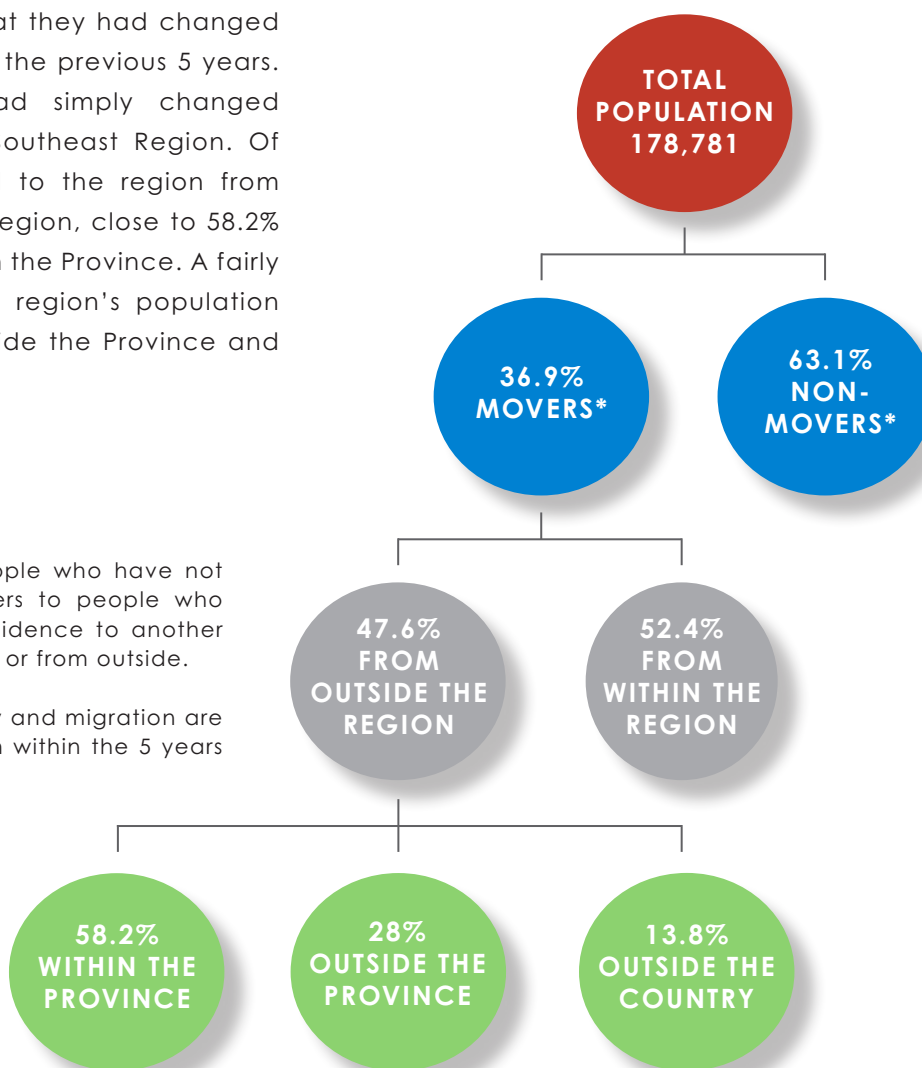 at they had changed
the previous 5 years.
ad simply changed
outheast Region. Of
to the region from
egion, close to 58.2%
the Province. A fairly
region's population
ide the Province and
ople who have not
ers to people who
idence to another
or from outside.
and migration are
within the 5 years
TOTAL
POPULATION
178,781
36.9%
MOVERS*
63.1%
NON-
MOVERS*
47.6%
FROM
OUTSIDE THE
REGION
52.4%
FROM
WITHIN THE
REGION
58.2%
WITHIN THE
PROVINCE
28%
OUTSIDE THE
PROVINCE
13.8%
OUTSIDE THE
COUNTRY